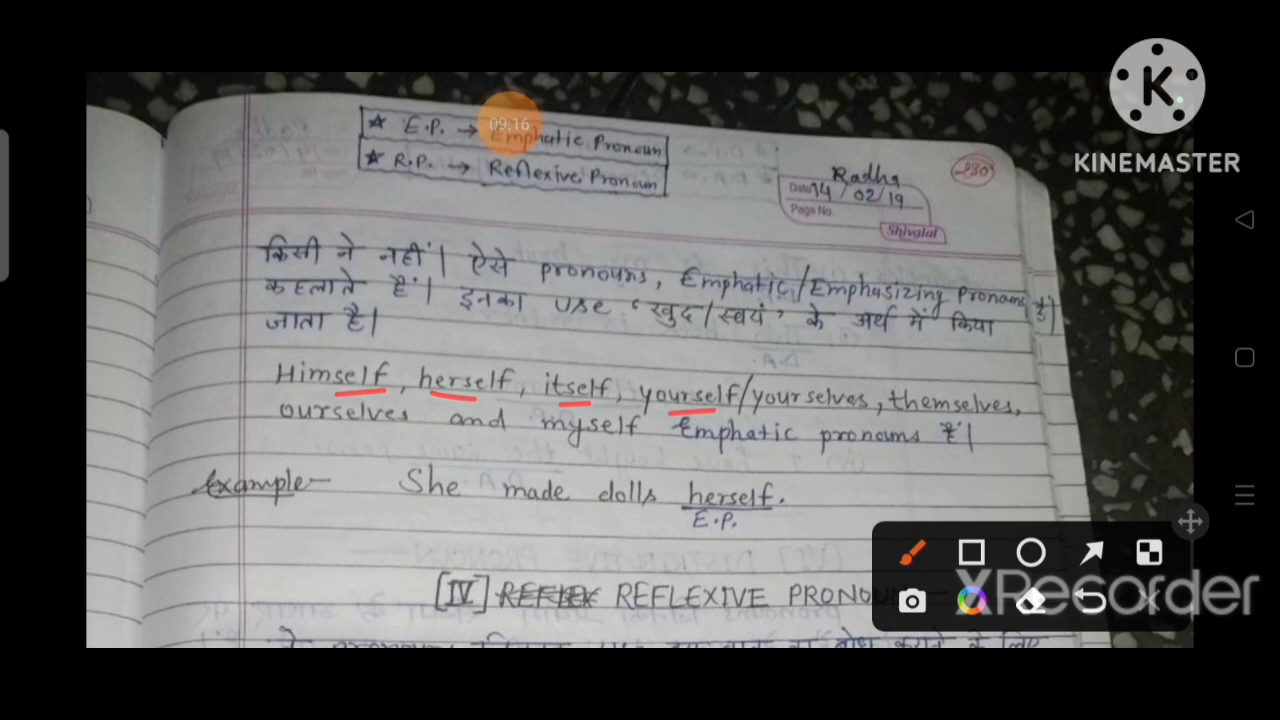 KINEMASTER
09:16
* E.P. → Emphatic Pronoun
* R.P. → Reflexive Pronoun
Radha
230
Date 14/02/19
Page No.
Shivalal
किसी ने नहीं। ऐसे pronouns, Emphatic/Emphasizing Pronouns
कहलाते हैं। इनका use 'खुद/स्वयं' के अर्थ में किया
जाता है।
Himself, herself, itself, yourself/yourselves, themselves,
ourselves and myself Emphatic pronouns हैं।
Example- She made dolls herself.
E.P.
[IV] REFLEX REFLEXIVE PRONOUN
XRecorder